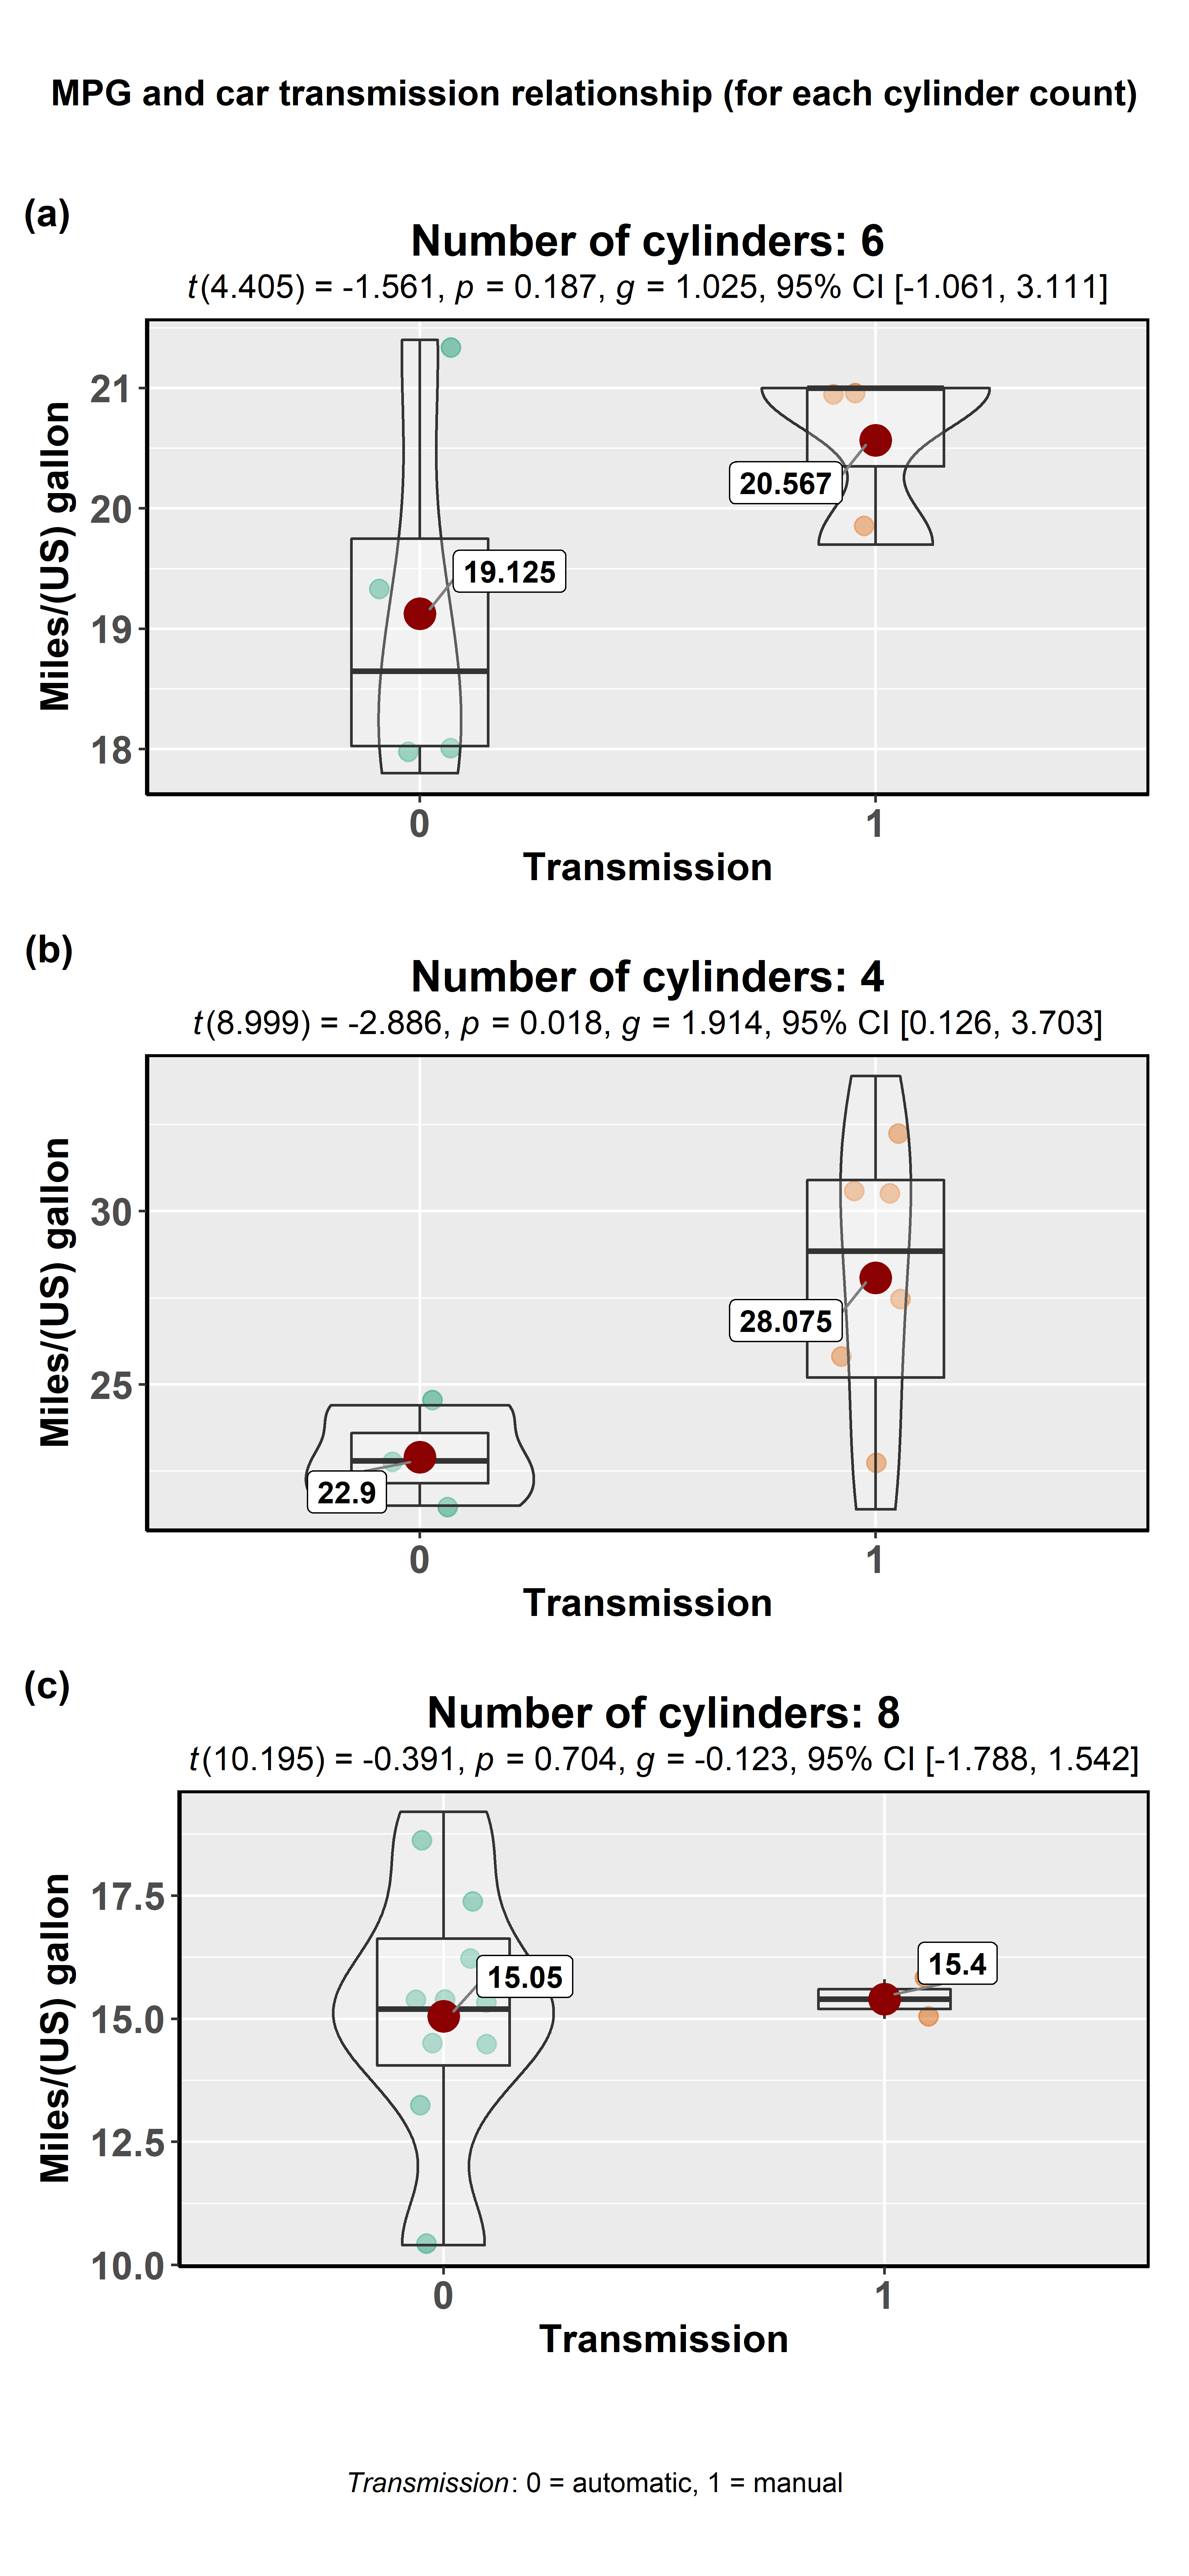 MPG and car transmission relationship (for each cylinder count)
(a)
Number of cylinders: 6
t(4.405) = -1.561, p = 0.187, g = 1.025, 95% CI [-1.061, 3.111]
Miles/(US) gallon
21
20
19
18
19.125
20.567
0
1
Transmission
(b)
Number of cylinders: 4
t(8.999) = -2.886, p = 0.018, g = 1.914, 95% CI [0.126, 3.703]
Miles/(US) gallon
30
25
22.9
28.075
0
1
Transmission
(c)
Number of cylinders: 8
t(10.195) = -0.391, p = 0.704, g = -0.123, 95% CI [-1.788, 1.542]
Miles/(US) gallon
17.5
15.0
12.5
10.0
15.05
15.4
0
1
Transmission
Transmission: 0 = automatic, 1 = manual